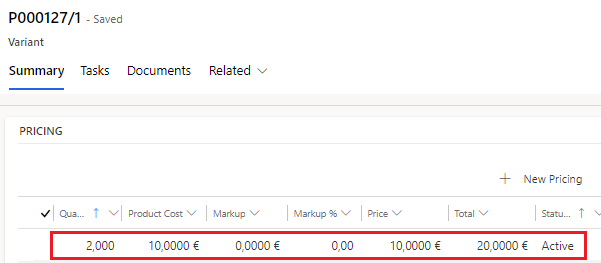 P000127/1 - Saved
Variant
Summary Tasks Documents Related
PRICING
+ New Pricing
Qua... ↑ Product Cost Markup Markup % Price Total Statu... ↑
2,000 10,0000 € 0,0000 € 0,00 10,0000 € 20,0000 € Active